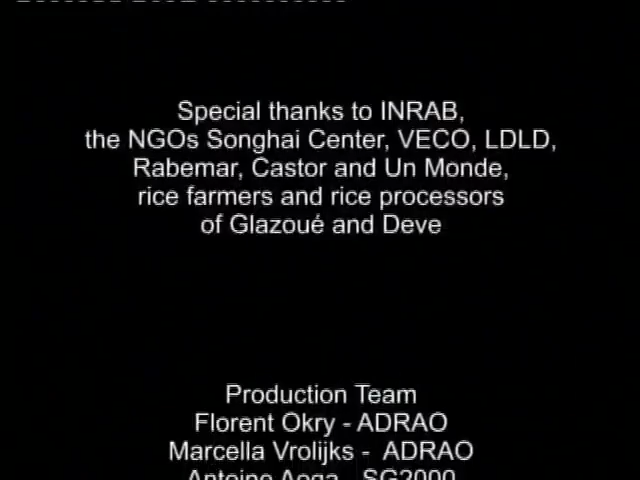 Special thanks to INRAB,
the NGOs Songhai Center, VECO, LDLD,
Rabemar, Castor and Un Monde,
rice farmers and rice processors
of Glazoué and Deve
Production Team
Florent Okry - ADRAO
Marcella Vrolijks - ADRAO
Antoine Aoga - SG2000